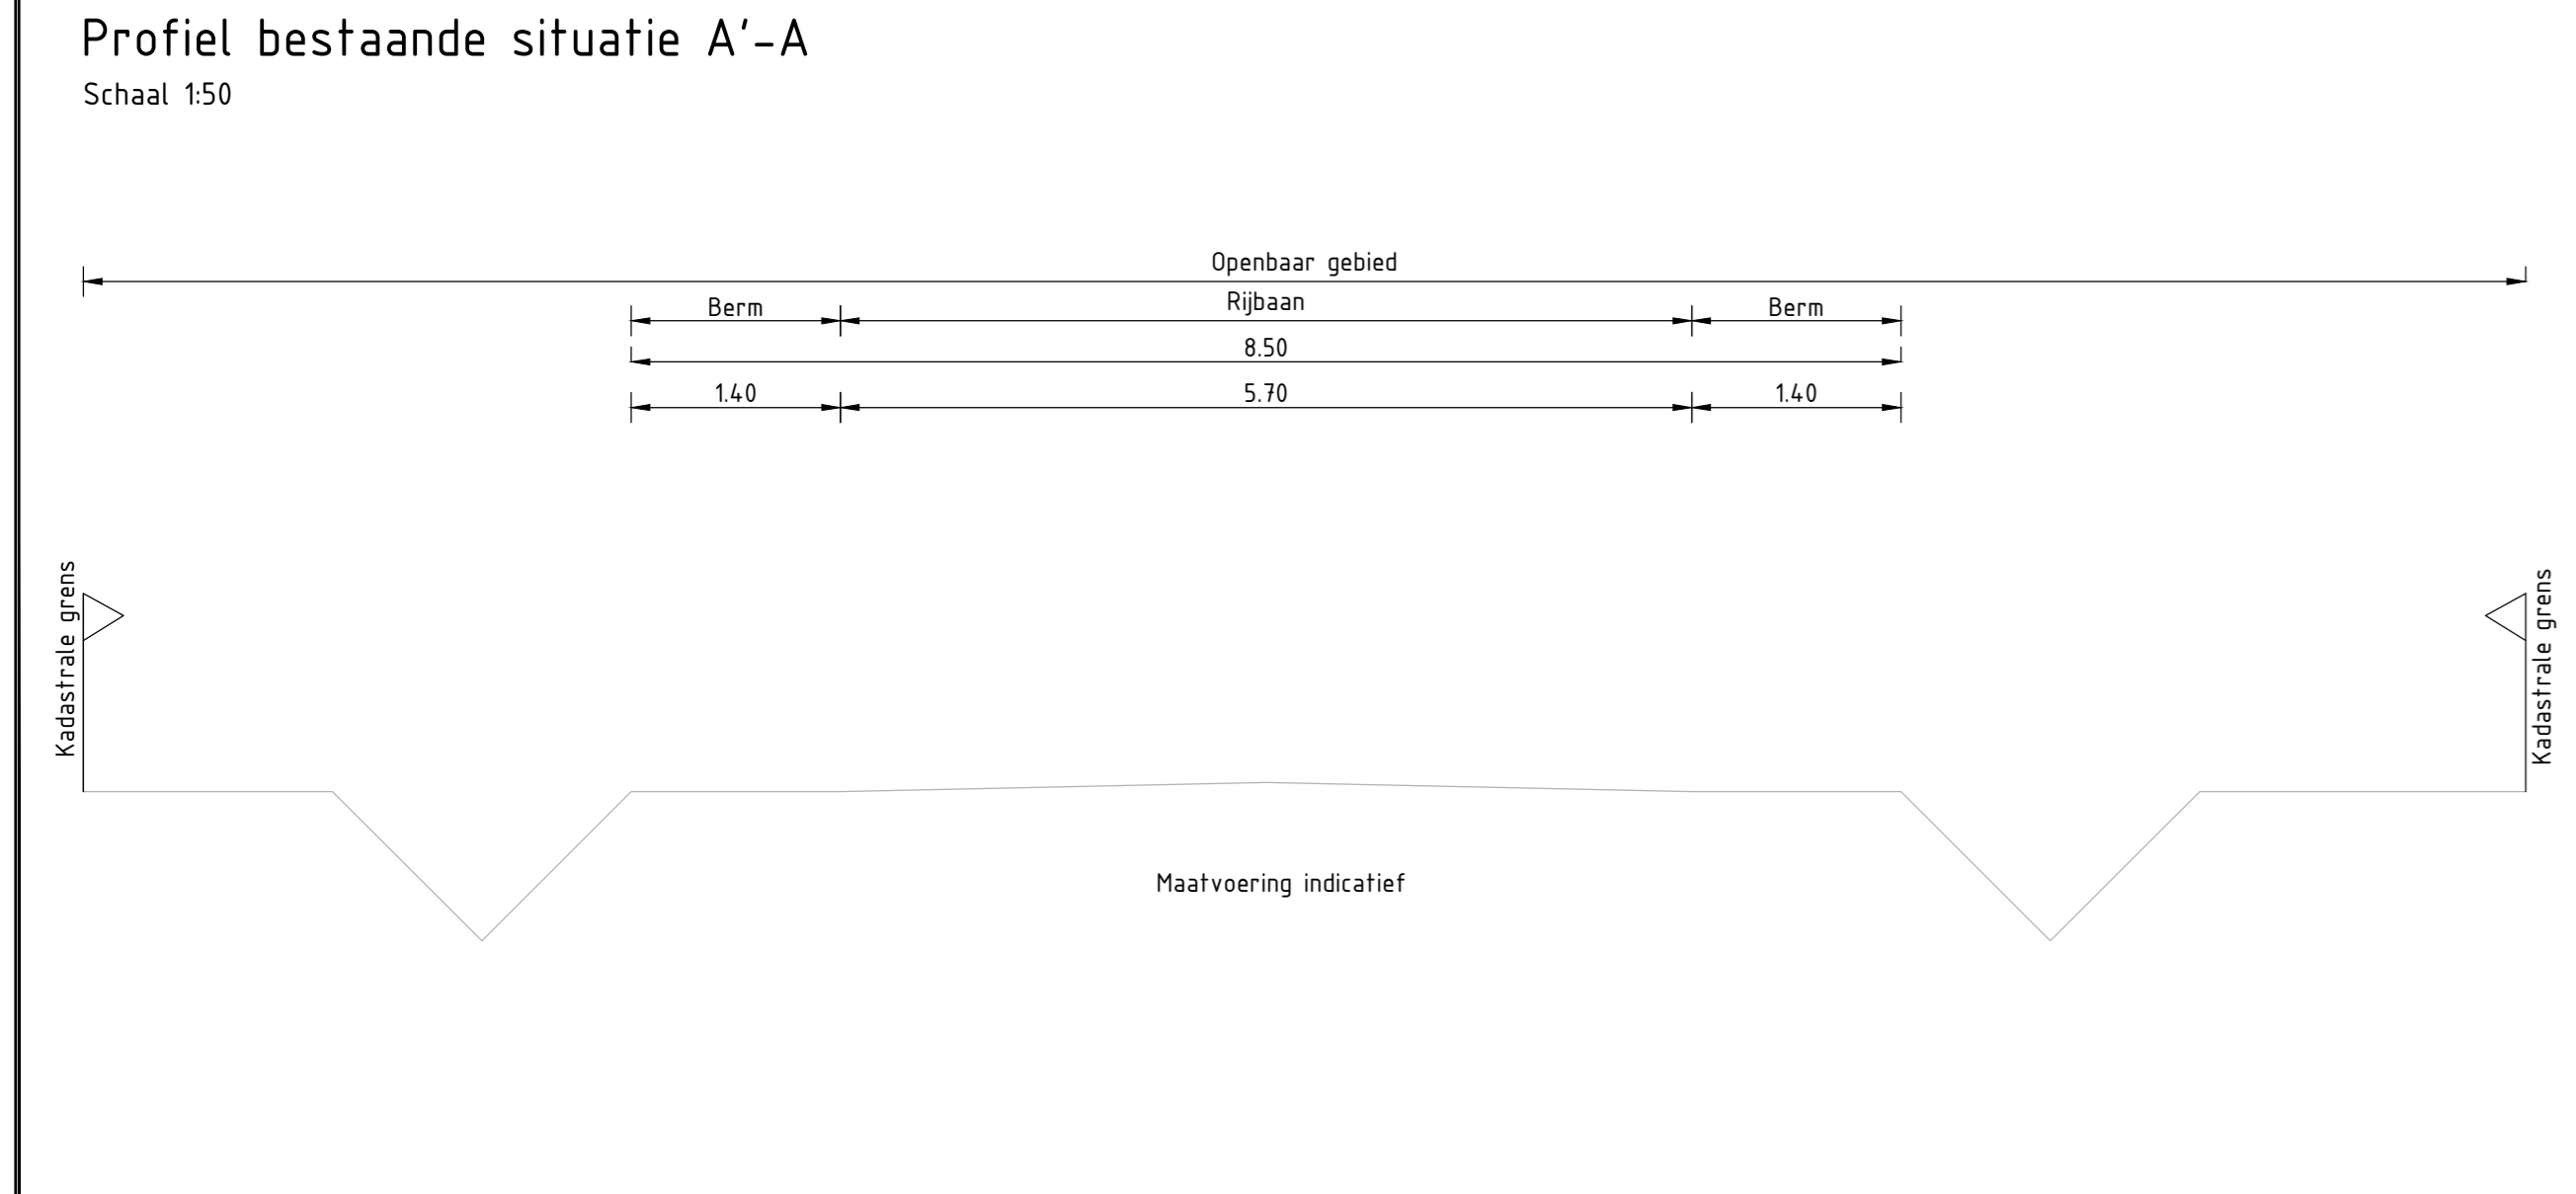 Profiel bestaande situatie A'-A
Schaal 1:50
Openbaar gebied
Berm Rijbaan Berm
8.50
1.40 5.70 1.40
Kadastrale grens
Kadastrale grens
Maatvoering indicatief